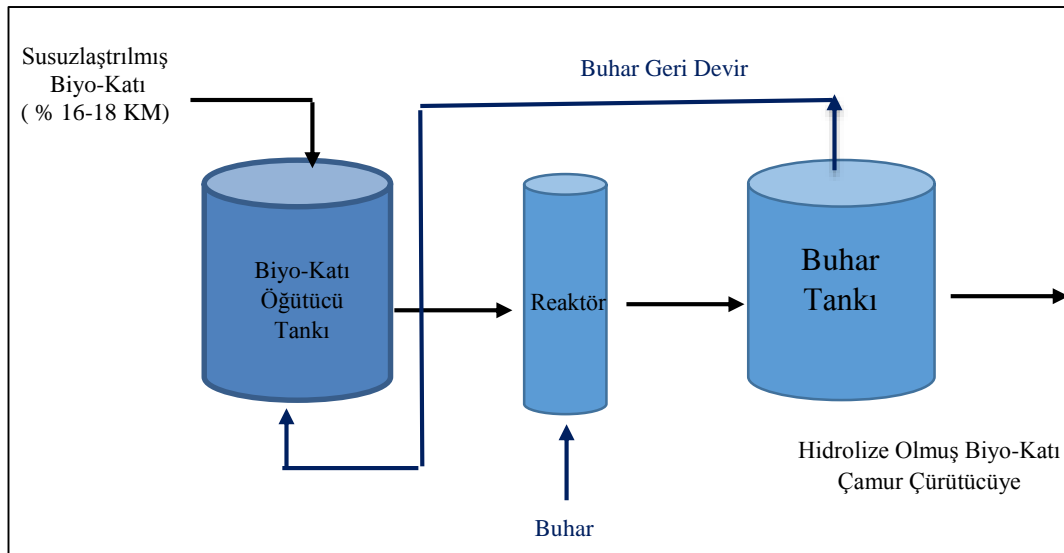 Susuzlaştrılmış
Biyo-Katı
( % 16-18 KM)
Buhar Geri Devir
Biyo-Katı
Öğütücü
Tankı
Reaktör
Buhar
Tankı
Hidrolize Olmuş Biyo-Katı
Çamur Çürütücüye
Buhar